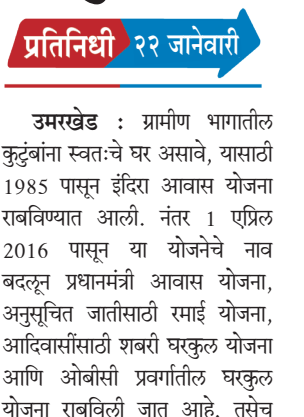 प्रतिनिधी २२ जानेवारी
उमरखेड : ग्रामीण भागातील
कुटुंबांना स्वतःचे घर असावे, यासाठी
1985 पासून इंदिरा आवास योजना
राबविण्यात आली. नंतर 1 एप्रिल
2016 पासून या योजनेचे नाव
बदलून प्रधानमंत्री आवास योजना,
अनुसूचित जातीसाठी रमाई योजना,
आदिवासींसाठी शबरी घरकुल योजना
आणि ओबीसी प्रवर्गातील घरकुल
योजना राबविली जात आहे. तसेच